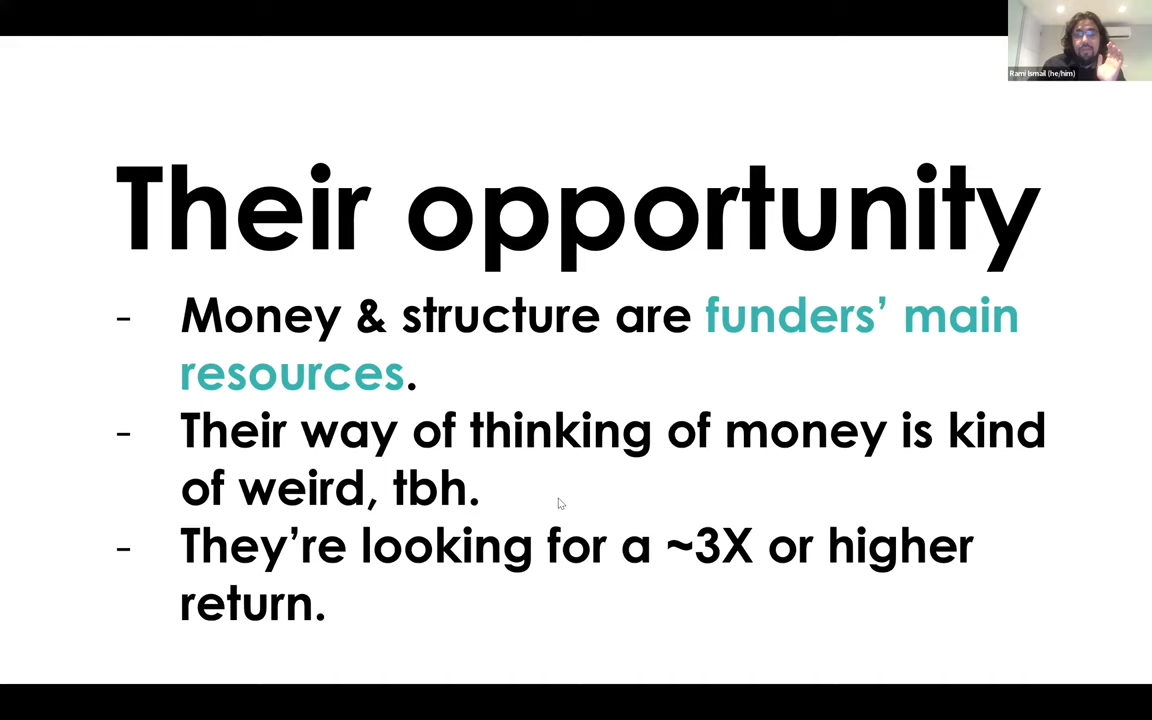 Rami Ismail (he/him)
Their opportunity
- Money & structure are funders’ main
resources.
- Their way of thinking of money is kind
of weird, tbh.
- They’re looking for a ~3X or higher
return.